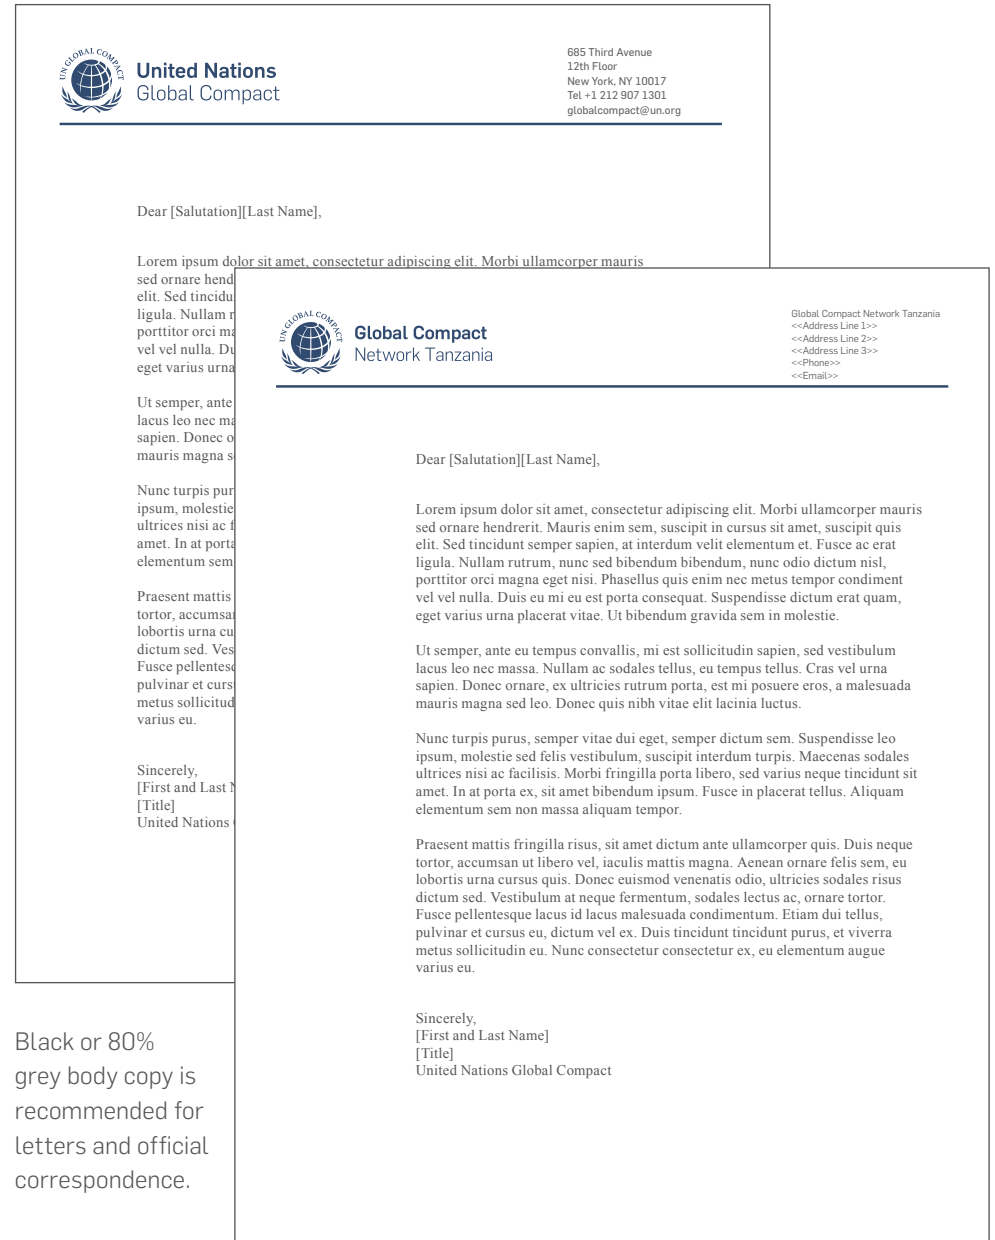 UN GLOBAL COMPACT
United Nations
Global Compact
685 Third Avenue
12th Floor
New York, NY 10017
Tel +1 212 907 1301
globalcompact@un.org
Dear [Salutation][Last Name],
Lorem ipsum dolor sit amet, consectetur adipiscing elit. Morbi ullamcorper mauris
sed ornare hend
elit. Sed tincidu
ligula. Nullam r
porttitor orci ma
vel vel nulla. Du
eget varius urna
Ut semper, ante
lacus leo nec ma
sapien. Donec o
mauris magna s
Nunc turpis pur
ipsum, molestie
ultrices nisi ac f
amet. In at porta
elementum sem
Praesent mattis
tortor, accumsa
lobortis urna cu
dictum sed. Ves
Fusce pellentesq
pulvinar et curs
metus sollicitud
varius eu.
Sincerely,
[First and Last N
[Title]
United Nations
UN GLOBAL COMPACT
Global Compact
Network Tanzania
Global Compact Network Tanzania
<<Address Line 1>>
<<Address Line 2>>
<<Address Line 3>>
<<Phone>>
<<Email>>
Dear [Salutation][Last Name],
Lorem ipsum dolor sit amet, consectetur adipiscing elit. Morbi ullamcorper mauris
sed ornare hendrerit. Mauris enim sem, suscipit in cursus sit amet, suscipit quis
elit. Sed tincidunt semper sapien, at interdum velit elementum et. Fusce ac erat
ligula. Nullam rutrum, nunc sed bibendum bibendum, nunc odio dictum nisl,
porttitor orci magna eget nisi. Phasellus quis enim nec metus tempor condiment
vel vel nulla. Duis eu mi eu est porta consequat. Suspendisse dictum erat quam,
eget varius urna placerat vitae. Ut bibendum gravida sem in molestie.
Ut semper, ante eu tempus convallis, mi est sollicitudin sapien, sed vestibulum
lacus leo nec massa. Nullam ac sodales tellus, eu tempus tellus. Cras vel urna
sapien. Donec ornare, ex ultricies rutrum porta, est mi posuere eros, a malesuada
mauris magna sed leo. Donec quis nibh vitae elit lacinia luctus.
Nunc turpis purus, semper vitae dui eget, semper dictum sem. Suspendisse leo
ipsum, molestie sed felis vestibulum, suscipit interdum turpis. Maecenas sodales
ultrices nisi ac facilisis. Morbi fringilla porta libero, sed varius neque tincidunt sit
amet. In at porta ex, sit amet bibendum ipsum. Fusce in placerat tellus. Aliquam
elementum sem non massa aliquam tempor.
Praesent mattis fringilla risus, sit amet dictum ante ullamcorper quis. Duis neque
tortor, accumsan ut libero vel, iaculis mattis magna. Aenean ornare felis sem, eu
lobortis urna cursus quis. Donec euismod venenatis odio, ultricies sodales risus
dictum sed. Vestibulum at neque fermentum, sodales lectus ac, ornare tortor.
Fusce pellentesque lacus id lacus malesuada condimentum. Etiam dui tellus,
pulvinar et cursus eu, dictum vel ex. Duis tincidunt tincidunt purus, et viverra
metus sollicitudin eu. Nunc consectetur consectetur ex, eu elementum augue
varius eu.
Sincerely,
[First and Last Name]
[Title]
United Nations Global Compact
Black or 80%
grey body copy is
recommended for
letters and official
correspondence.